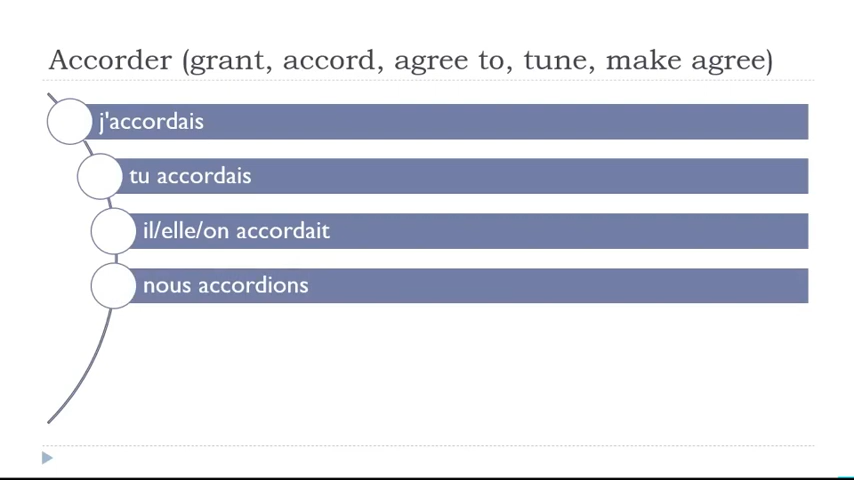 Accorder (grant, accord, agree to, tune, make agree)
j'accordais
tu accordais
il/elle/on accordait
nous accordions